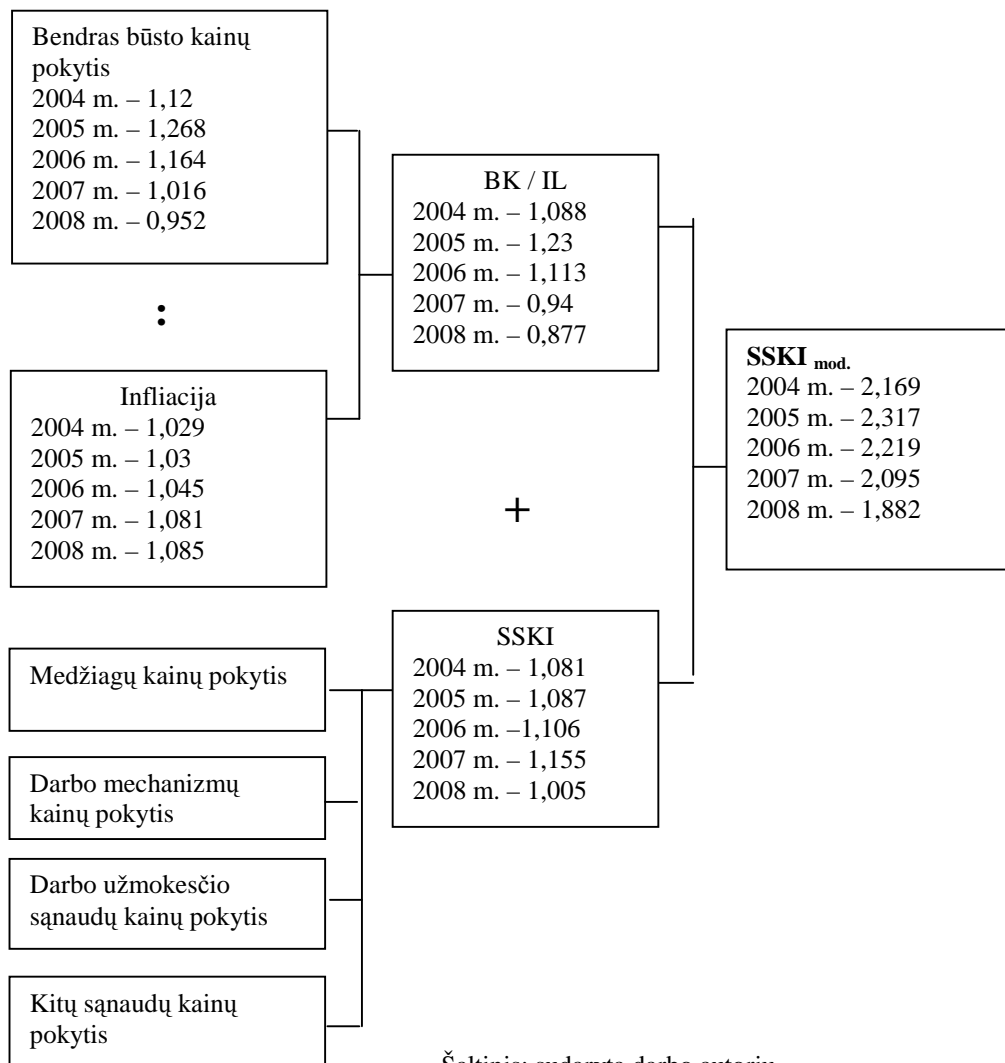 Bendras būsto kainų
pokytis
2004 m. – 1,12
2005 m. – 1,268
2006 m. – 1,164
2007 m. – 1,016
2008 m. – 0,952
:
Infliacija
2004 m. – 1,029
2005 m. – 1,03
2006 m. – 1,045
2007 m. – 1,081
2008 m. – 1,085
BK / IL
2004 m. – 1,088
2005 m. – 1,23
2006 m. – 1,113
2007 m. – 0,94
2008 m. – 0,877
+
SSKI
2004 m. – 1,081
2005 m. – 1,087
2006 m. –1,106
2007 m. – 1,155
2008 m. – 1,005
SSKI mod.
2004 m. – 2,169
2005 m. – 2,317
2006 m. – 2,219
2007 m. – 2,095
2008 m. – 1,882
Medžiagų kainų pokytis
Darbo mechanizmų
kainų pokytis
Darbo užmokesčio
sąnaudų kainų pokytis
Kitų sąnaudų kainų
pokytis